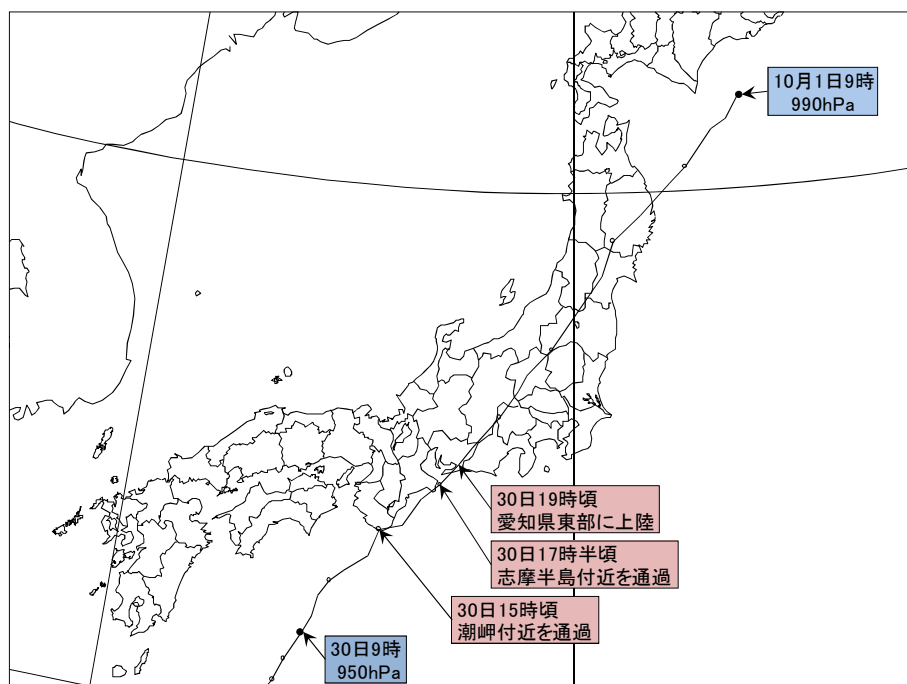 10月1日9時
990hPa
30日19時頃
愛知県東部に上陸
30日17時半頃
志摩半島付近を通過
30日15時頃
潮岬付近を通過
30日9時
950hPa